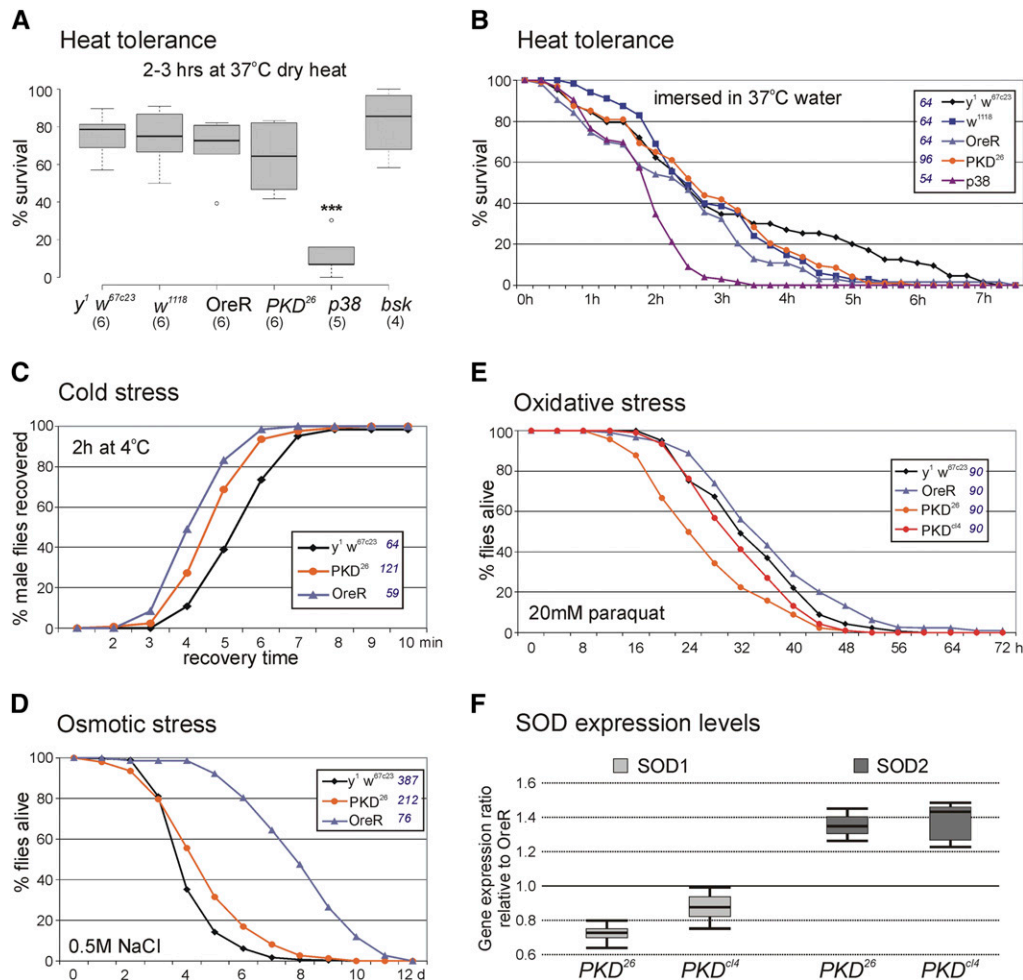 A
Heat tolerance
2-3 hrs at 37°C dry heat
% survival
100
80
60
40
20
0
y¹ w⁶⁷ᶜ²³ w¹¹¹⁸ OreR PKD²⁶ p38 bsk
(6) (6) (6) (6) (5) (4)
***
B
Heat tolerance
imersed in 37°C water
% survival
100
80
60
40
20
0
0h 1h 2h 3h 4h 5h 6h 7h
64 y¹ w⁶⁷ᶜ²³
64 w¹¹¹⁸
64 OreR
96 PKD²⁶
54 p38
C
Cold stress
2h at 4°C
% male flies recovered
100
80
60
40
20
0
2 3 4 5 6 7 8 9 10 min
recovery time
y¹ w⁶⁷ᶜ²³ 64
PKD²⁶ 121
OreR 59
E
Oxidative stress
% flies alive
100
80
60
40
20
0
0 8 16 24 32 40 48 56 64 72 h
20mM paraquat
y¹ w⁶⁷ᶜ²³ 90
OreR 90
PKD²⁶ 90
PKDᶜˡ⁴ 90
D
Osmotic stress
% flies alive
100
80
60
40
20
0
0 2 4 6 8 10 12 d
0.5M NaCl
y¹ w⁶⁷ᶜ²³ 387
PKD²⁶ 212
OreR 76
F
SOD expression levels
SOD1 SOD2
Gene expression ratio
relative to OreR
1.6
1.4
1.2
1.0
0.8
0.6
PKD²⁶ PKDᶜˡ⁴ PKD²⁶ PKDᶜˡ⁴